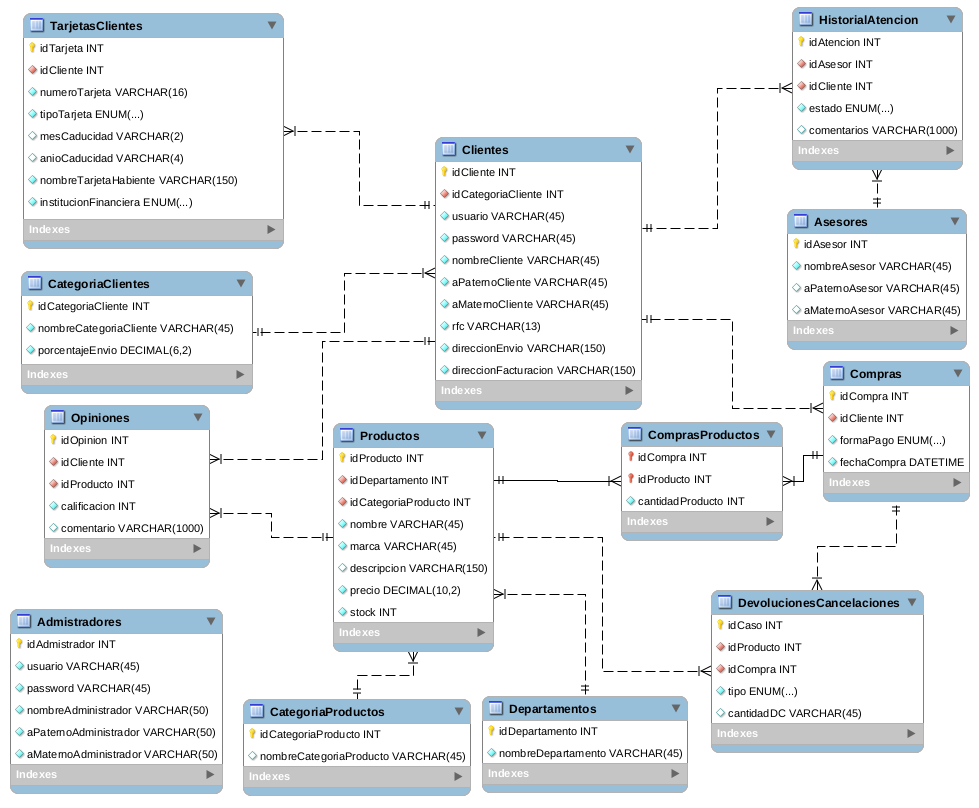 TarjetasClientes
idTarjeta INT
idCliente INT
numeroTarjeta VARCHAR(16)
tipoTarjeta ENUM(...)
mesCaducidad VARCHAR(2)
anioCaducidad VARCHAR(4)
nombreTarjetaHabiente VARCHAR(150)
institucionFinanciera ENUM(...)
Indexes
CategoriaClientes
idCategoriaCliente INT
nombreCategoriaCliente VARCHAR(45)
porcentajeEnvio DECIMAL(6,2)
Indexes
Opiniones
idOpinion INT
idCliente INT
idProducto INT
calificacion INT
comentario VARCHAR(1000)
Indexes
Admistradores
idAdmistrador INT
usuario VARCHAR(45)
password VARCHAR(45)
nombreAdministrador VARCHAR(50)
aPaternoAdministrador VARCHAR(50)
aMaternoAdministrador VARCHAR(50)
Indexes
Clientes
idCliente INT
idCategoriaCliente INT
usuario VARCHAR(45)
password VARCHAR(45)
nombreCliente VARCHAR(45)
aPaternoCliente VARCHAR(45)
aMaternoCliente VARCHAR(45)
rfc VARCHAR(13)
direccionEnvio VARCHAR(150)
direccionFacturacion VARCHAR(150)
Indexes
Productos
idProducto INT
idDepartamento INT
idCategoriaProducto INT
nombre VARCHAR(45)
marca VARCHAR(45)
descripcion VARCHAR(150)
precio DECIMAL(10,2)
stock INT
Indexes
CategoriaProductos
idCategoriaProducto INT
nombreCategoriaProducto VARCHAR(45)
Indexes
Departamentos
idDepartamento INT
nombreDepartamento VARCHAR(45)
Indexes
HistorialAtencion
idAtencion INT
idAsesor INT
idCliente INT
estado ENUM(...)
comentarios VARCHAR(1000)
Indexes
Asesores
idAsesor INT
nombreAsesor VARCHAR(45)
aPaternoAsesor VARCHAR(45)
aMaternoAsesor VARCHAR(45)
Indexes
Compras
idCompra INT
idCliente INT
formaPago ENUM(...)
fechaCompra DATETIME
Indexes
ComprasProductos
idCompra INT
idProducto INT
cantidadProducto INT
Indexes
DevolucionesCancelaciones
idCaso INT
idProducto INT
idCompra INT
tipo ENUM(...)
cantidadDC VARCHAR(45)
Indexes